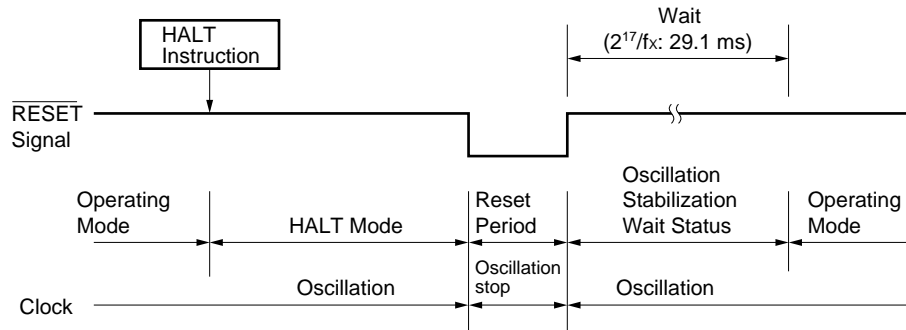 HALT
Instruction
Wait
(2¹⁷/fx: 29.1 ms)
RESET
Signal
Operating
Mode
HALT Mode
Reset
Period
Oscillation
Stabilization
Wait Status
Operating
Mode
Clock
Oscillation
Oscillation
stop
Oscillation